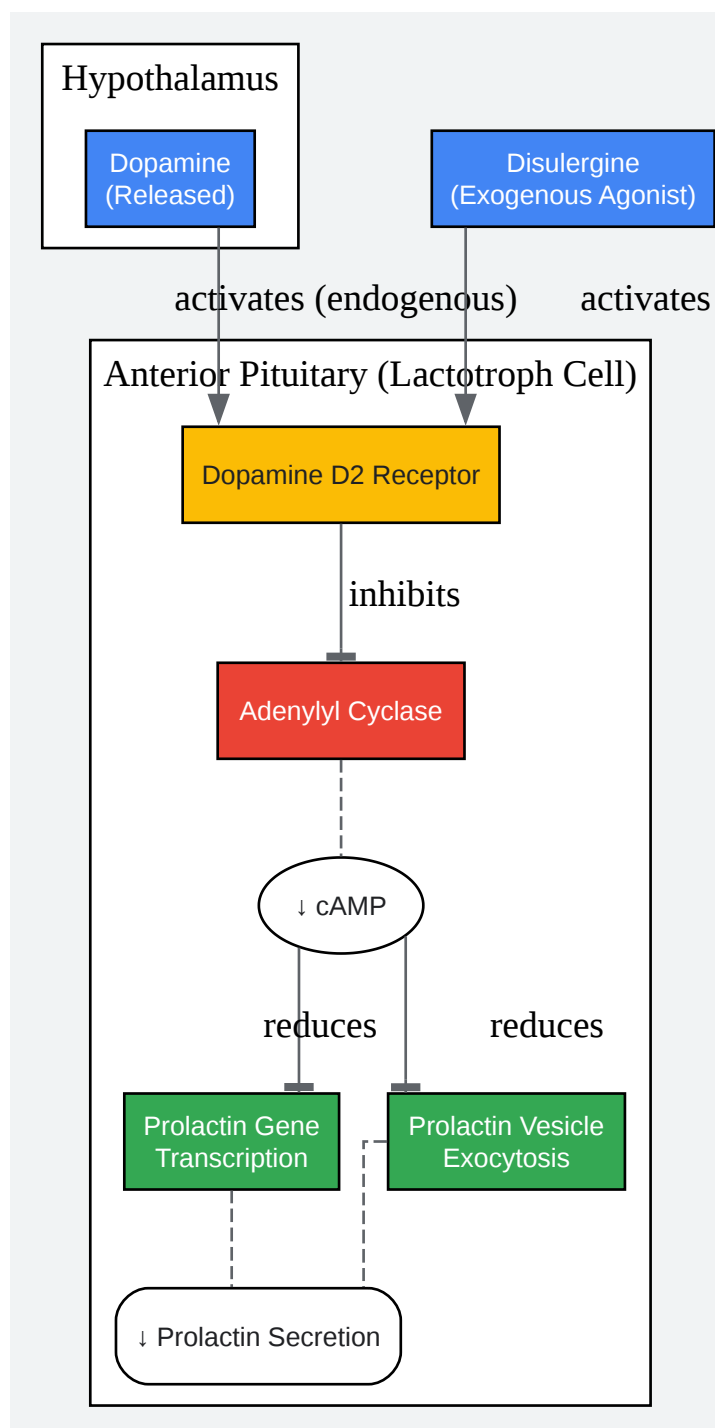 Hypothalamus
Dopamine
(Released)
Disulergine
(Exogenous Agonist)
activates (endogenous)
activates
Anterior Pituitary (Lactotroph Cell)
Dopamine D2 Receptor
inhibits
Adenylyl Cyclase
↓ cAMP
reduces
reduces
Prolactin Gene
Transcription
Prolactin Vesicle
Exocytosis
↓ Prolactin Secretion